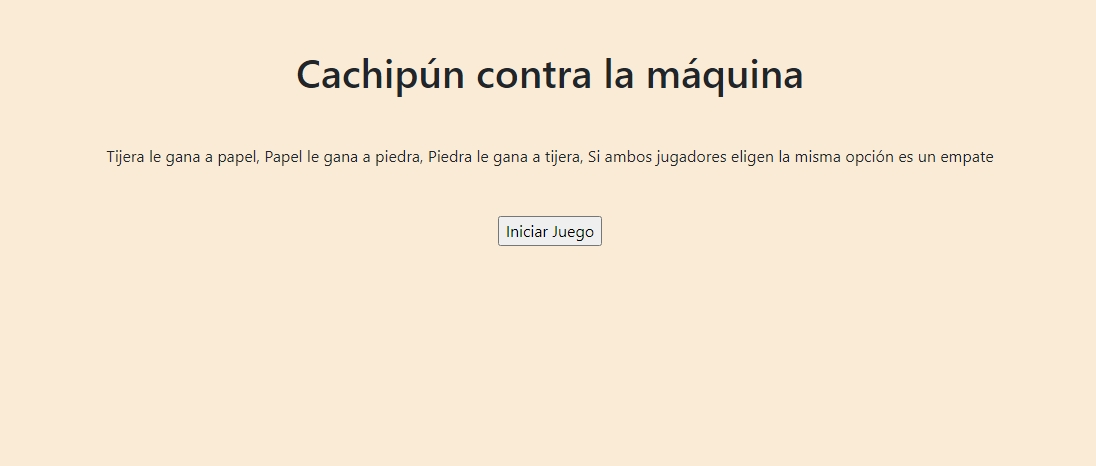 Cachipún contra la máquina
Tijera le gana a papel, Papel le gana a piedra, Piedra le gana a tijera, Si ambos jugadores eligen la misma opción es un empate
Iniciar Juego